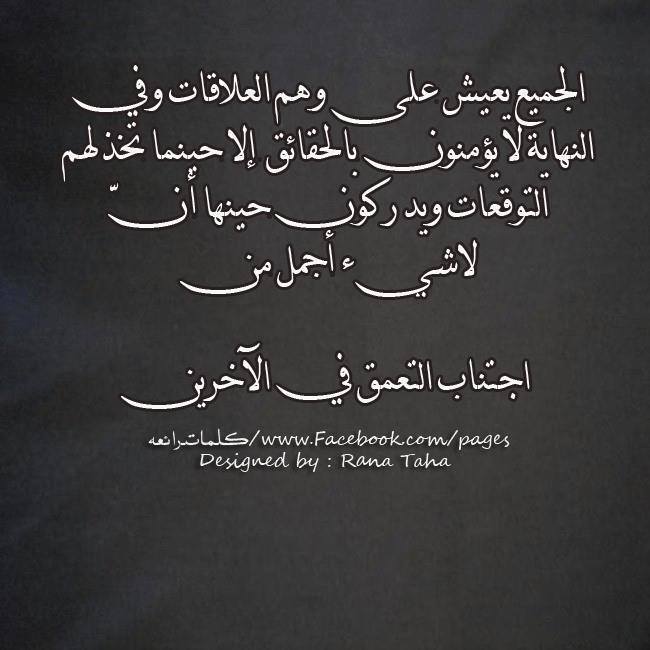 الجميع يعيش على وهم العلاقات وفي
النهاية لا يؤمنون بالحقائق إلا حينما تخذلهم
التوقعات ويدركون حينها أنّ
لاشيء أجمل من
اجتناب التعمق في الآخرين
www.Facebook.com/pages/كلمات.رائعه
Designed by : Rana Taha